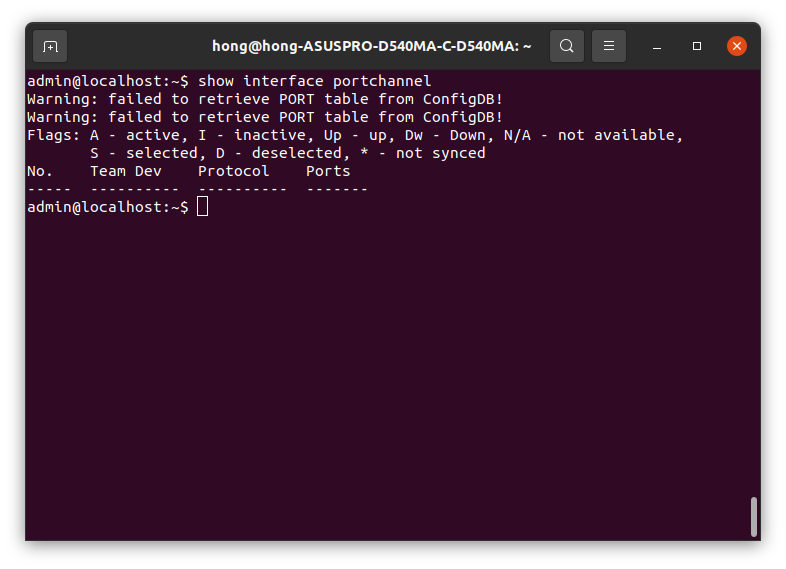 hong@hong-ASUSPRO-D540MA-C-D540MA: ~
admin@localhost:~$ show interface portchannel
Warning: failed to retrieve PORT table from ConfigDB!
Warning: failed to retrieve PORT table from ConfigDB!
Flags: A - active, I - inactive, Up - up, Dw - Down, N/A - not available,
       S - selected, D - deselected, * - not synced
No.    Team Dev    Protocol    Ports
-----  ----------  ----------  -------
admin@localhost:~$